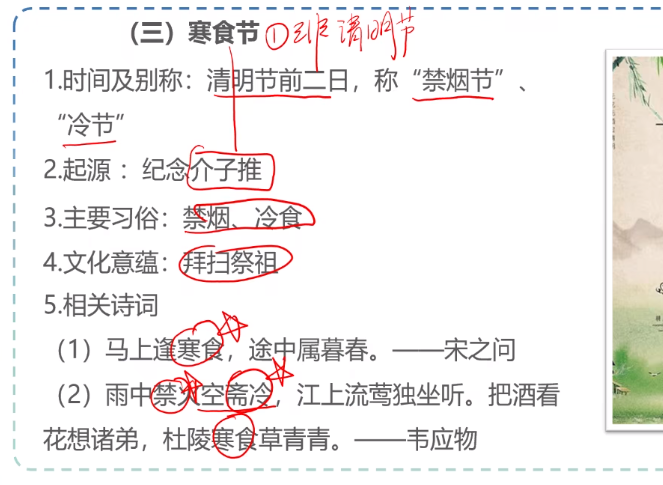 （三）寒食节 ①非清明节
1.时间及别称：清明节前二日，称“禁烟节”、
“冷节”
2.起源 ：纪念介子推
3.主要习俗：禁烟、冷食
4.文化意蕴：拜扫祭祖
5.相关诗词
（1）马上逢寒食，途中属暮春。——宋之问
（2）雨中禁火空斋冷，江上流莺独坐听。把酒看
花想诸弟，杜陵寒食草青青。——韦应物